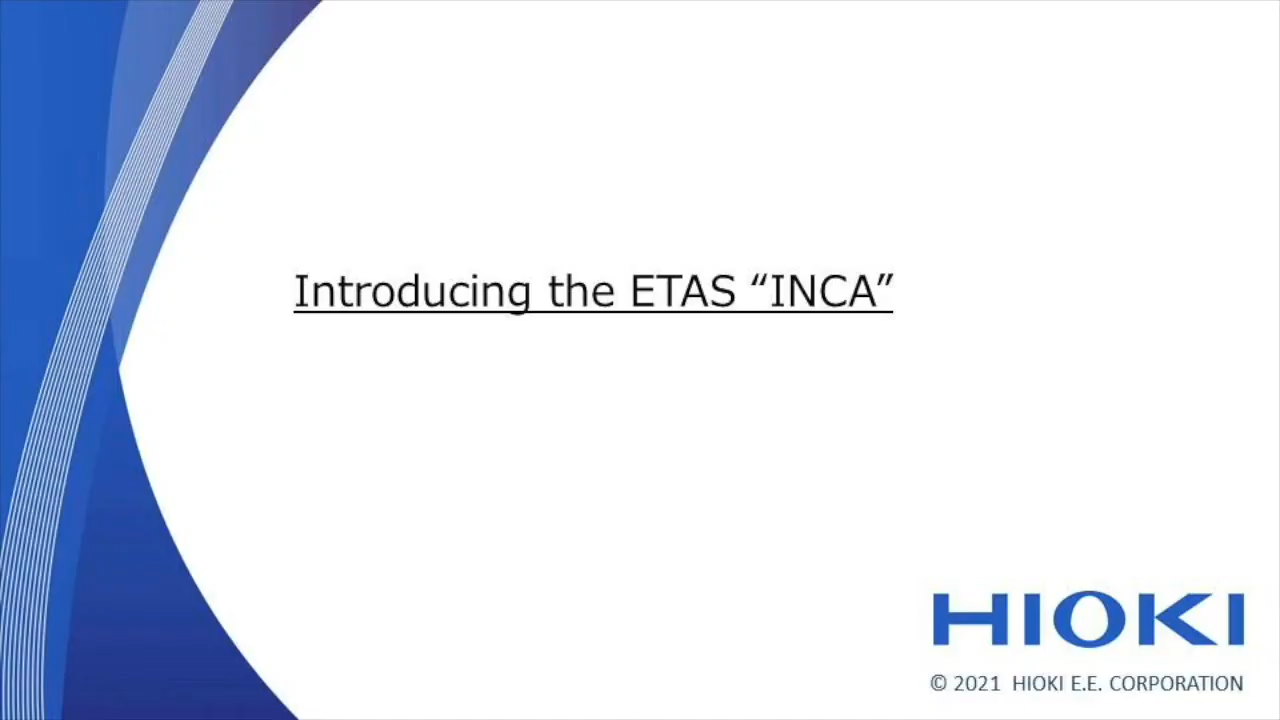 Introducing the ETAS “INCA”
HIOKI
© 2021 HIOKI E.E. CORPORATION